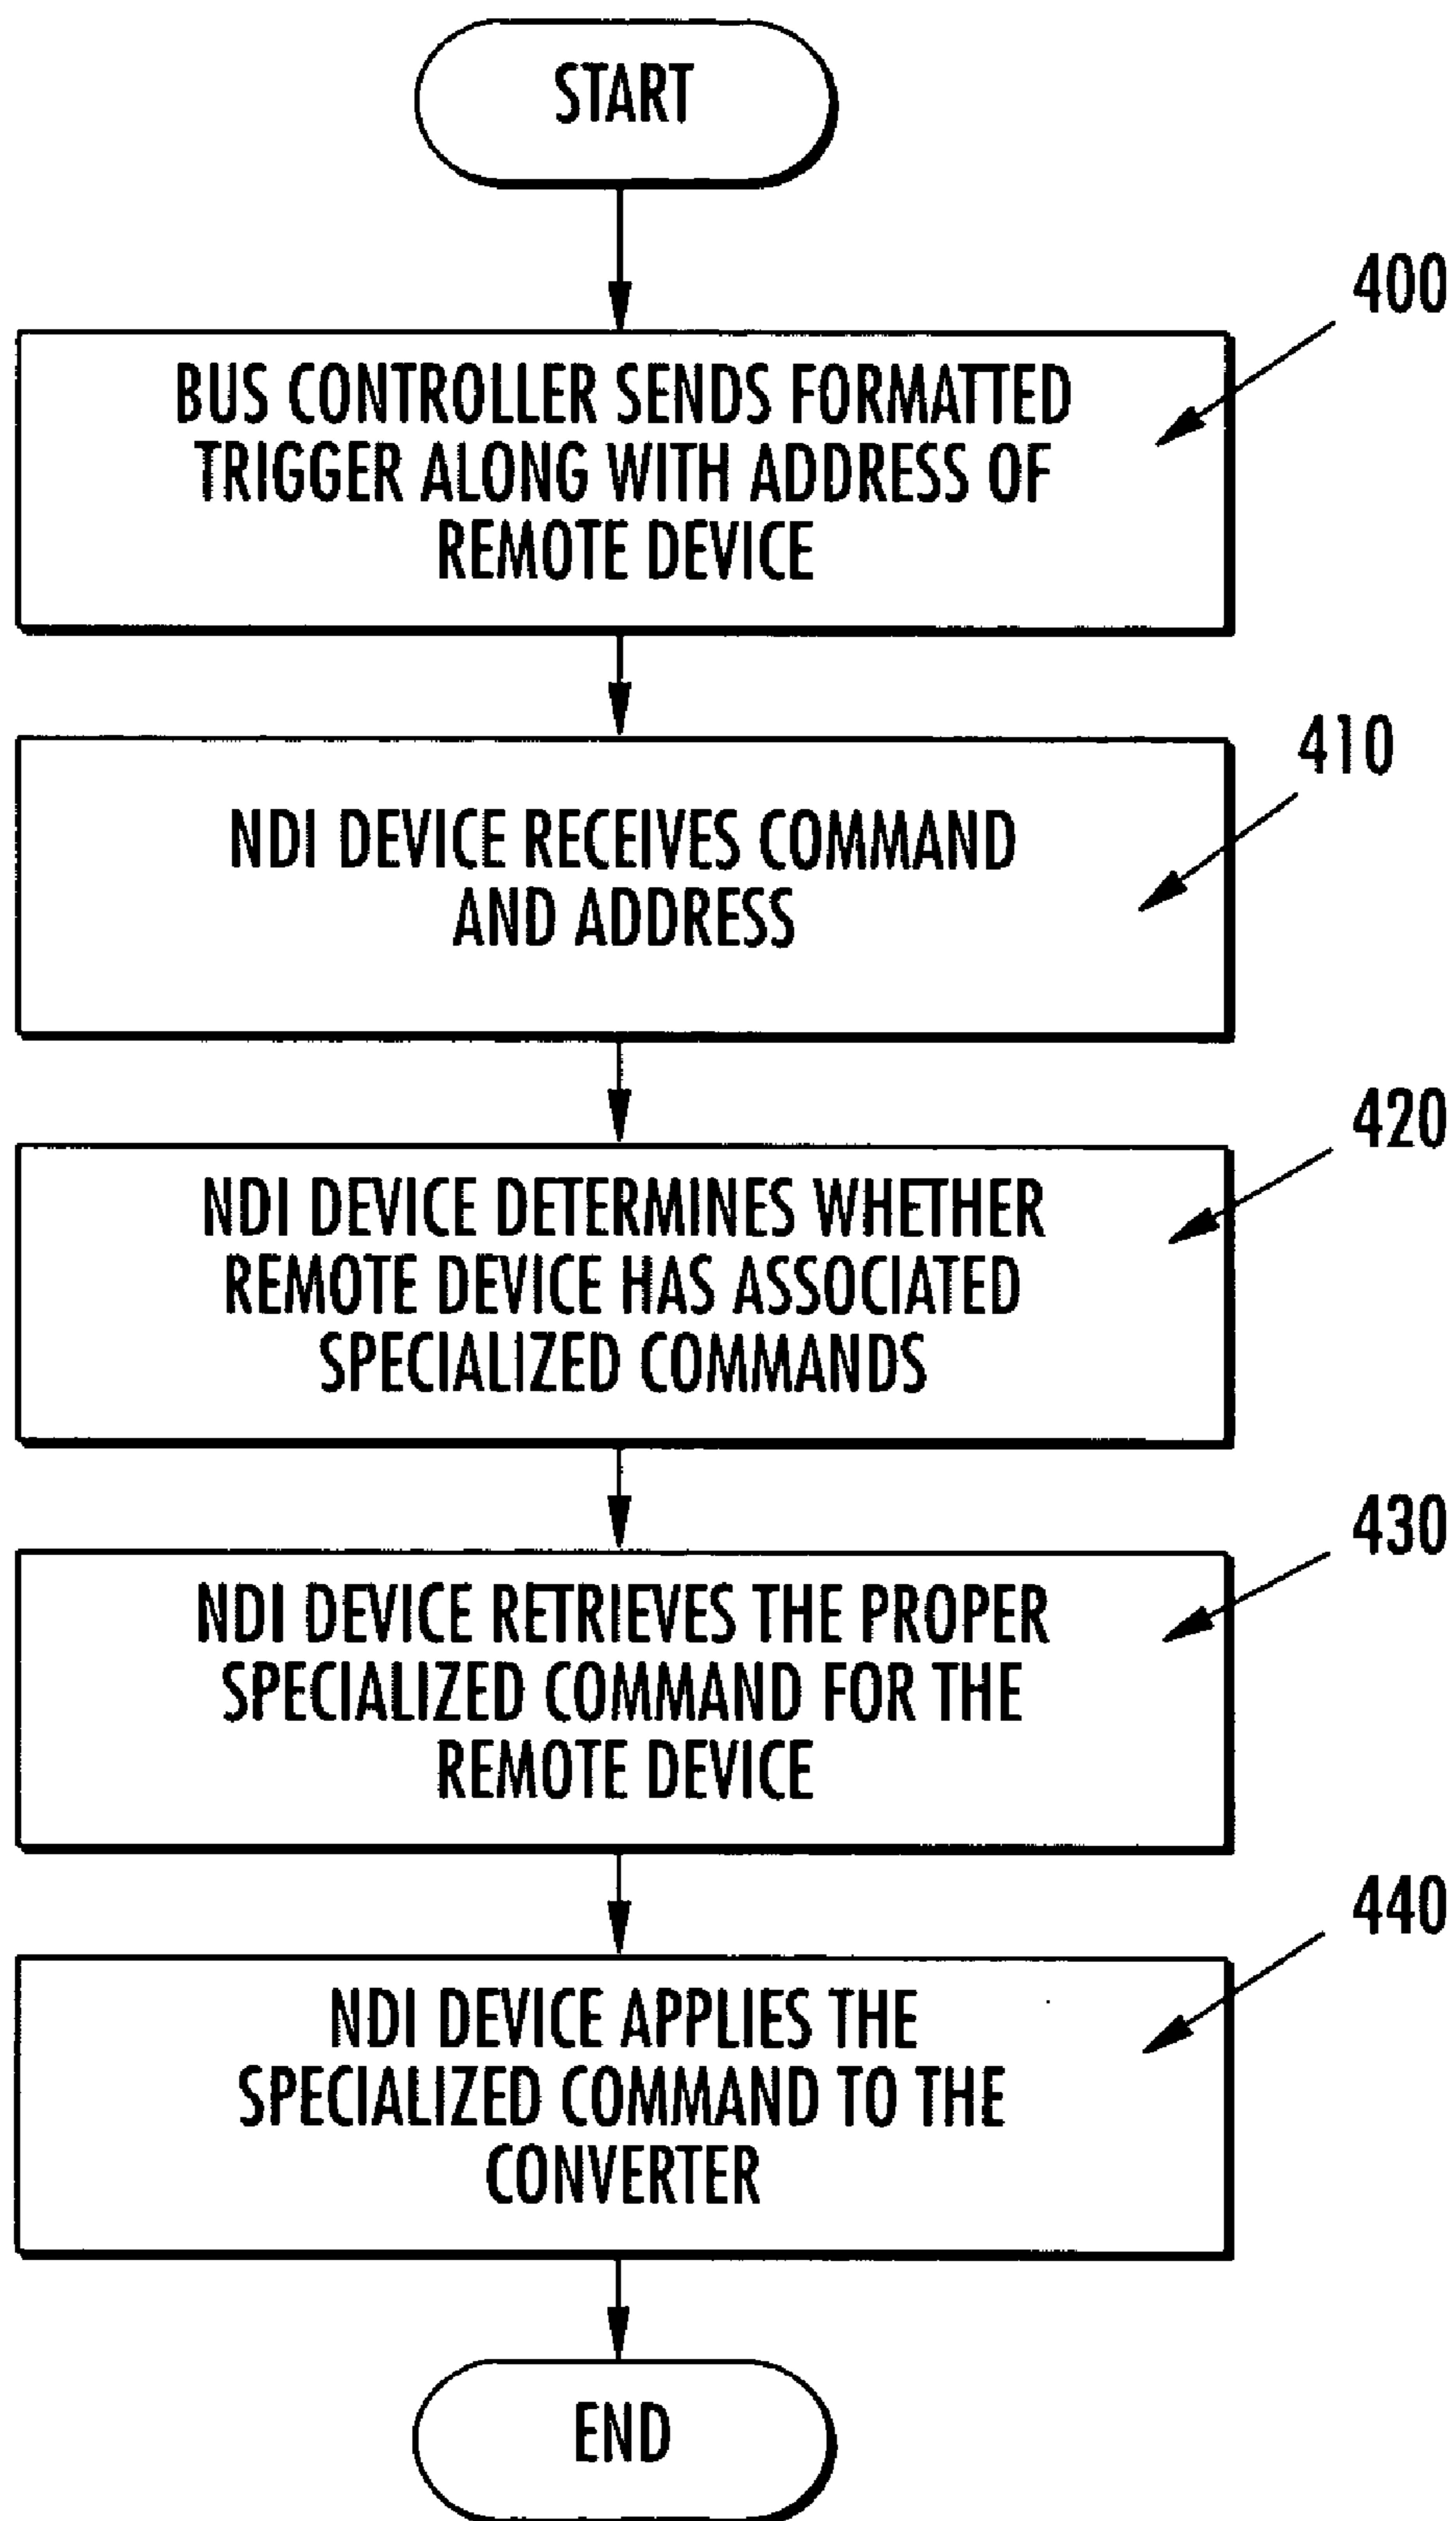 START
400
BUS CONTROLLER SENDS FORMATTED
TRIGGER ALONG WITH ADDRESS OF
REMOTE DEVICE
410
NDI DEVICE RECEIVES COMMAND
AND ADDRESS
420
NDI DEVICE DETERMINES WHETHER
REMOTE DEVICE HAS ASSOCIATED
SPECIALIZED COMMANDS
430
NDI DEVICE RETRIEVES THE PROPER
SPECIALIZED COMMAND FOR THE
REMOTE DEVICE
440
NDI DEVICE APPLIES THE
SPECIALIZED COMMAND TO THE
CONVERTER
END